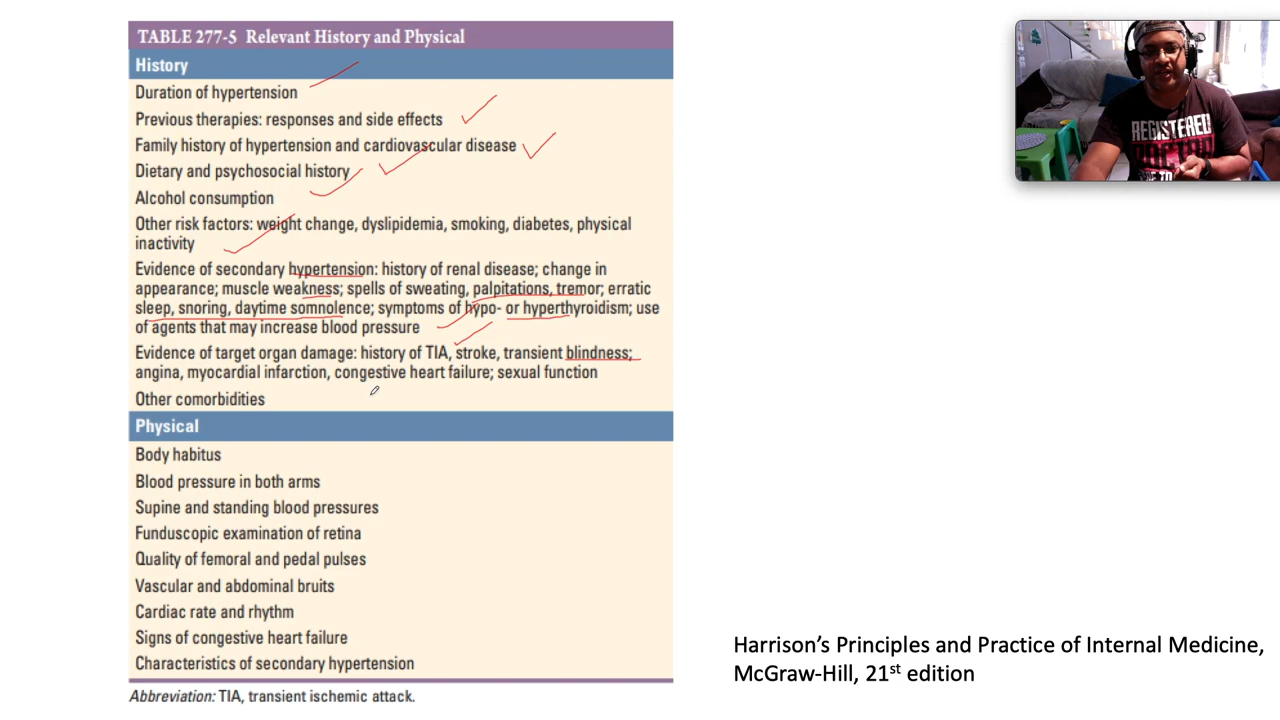 TABLE 277-5 Relevant History and Physical
History
Duration of hypertension
Previous therapies: responses and side effects
Family history of hypertension and cardiovascular disease
Dietary and psychosocial history
Alcohol consumption
Other risk factors: weight change, dyslipidemia, smoking, diabetes, physical
inactivity
Evidence of secondary hypertension: history of renal disease; change in
appearance; muscle weakness; spells of sweating, palpitations, tremor; erratic
sleep, snoring, daytime somnolence; symptoms of hypo- or hyperthyroidism; use
of agents that may increase blood pressure
Evidence of target organ damage: history of TIA, stroke, transient blindness;
angina, myocardial infarction, congestive heart failure; sexual function
Other comorbidities
Physical
Body habitus
Blood pressure in both arms
Supine and standing blood pressures
Funduscopic examination of retina
Quality of femoral and pedal pulses
Vascular and abdominal bruits
Cardiac rate and rhythm
Signs of congestive heart failure
Characteristics of secondary hypertension
Abbreviation: TIA, transient ischemic attack.
REGISTERED
Harrison's Principles and Practice of Internal Medicine,
McGraw-Hill, 21st edition